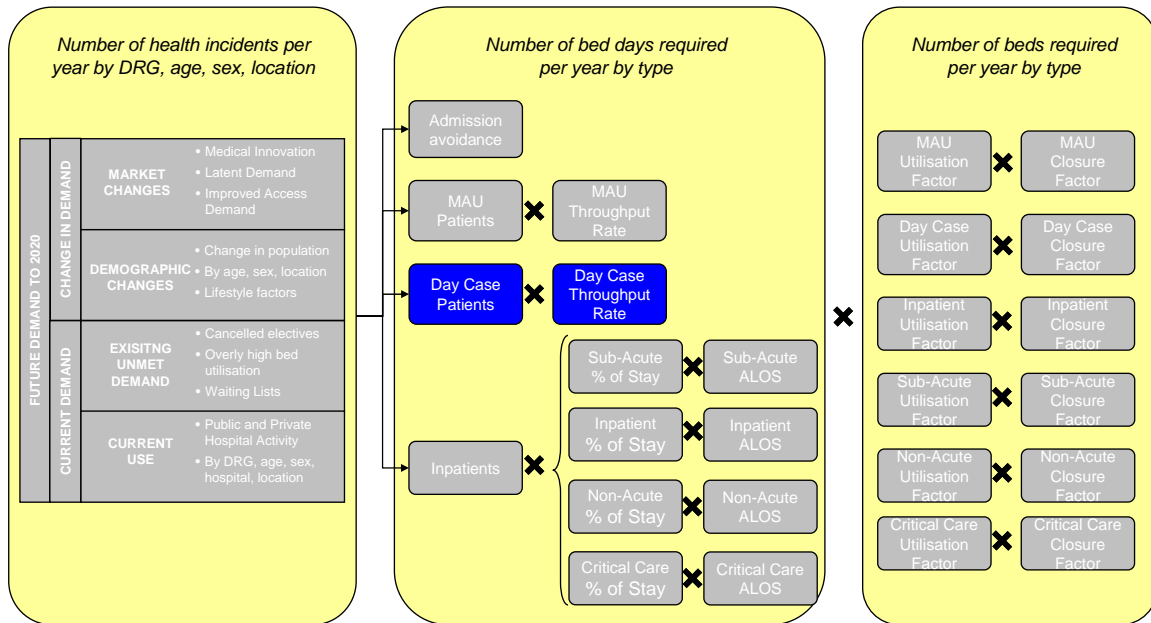 Number of health incidents per
year by DRG, age, sex, location
FUTURE DEMAND TO 2020
CHANGE IN DEMAND
MARKET
CHANGES
• Medical Innovation
• Latent Demand
• Improved Access
Demand
DEMOGRAPHIC
CHANGES
• Change in population
• By age, sex, location
• Lifestyle factors
CURRENT DEMAND
EXISITNG
UNMET
DEMAND
• Cancelled electives
• Overly high bed
utilisation
• Waiting Lists
CURRENT
USE
• Public and Private
Hospital Activity
• By DRG, age, sex,
hospital, location
Number of bed days required
per year by type
Admission
avoidance
MAU
Patients
MAU
Throughput
Rate
Day Case
Patients
Day Case
Throughput
Rate
Inpatients
Sub-Acute
% of Stay
Sub-Acute
ALOS
Inpatient
% of Stay
Inpatient
ALOS
Non-Acute
% of Stay
Non-Acute
ALOS
Critical Care
% of Stay
Critical Care
ALOS
Number of beds required
per year by type
MAU
Utilisation
Factor
MAU
Closure
Factor
Day Case
Utilisation
Factor
Day Case
Closure
Factor
Inpatient
Utilisation
Factor
Inpatient
Closure
Factor
Sub-Acute
Utilisation
Factor
Sub-Acute
Closure
Factor
Non-Acute
Utilisation
Factor
Non-Acute
Closure
Factor
Critical Care
Utilisation
Factor
Critical Care
Closure
Factor